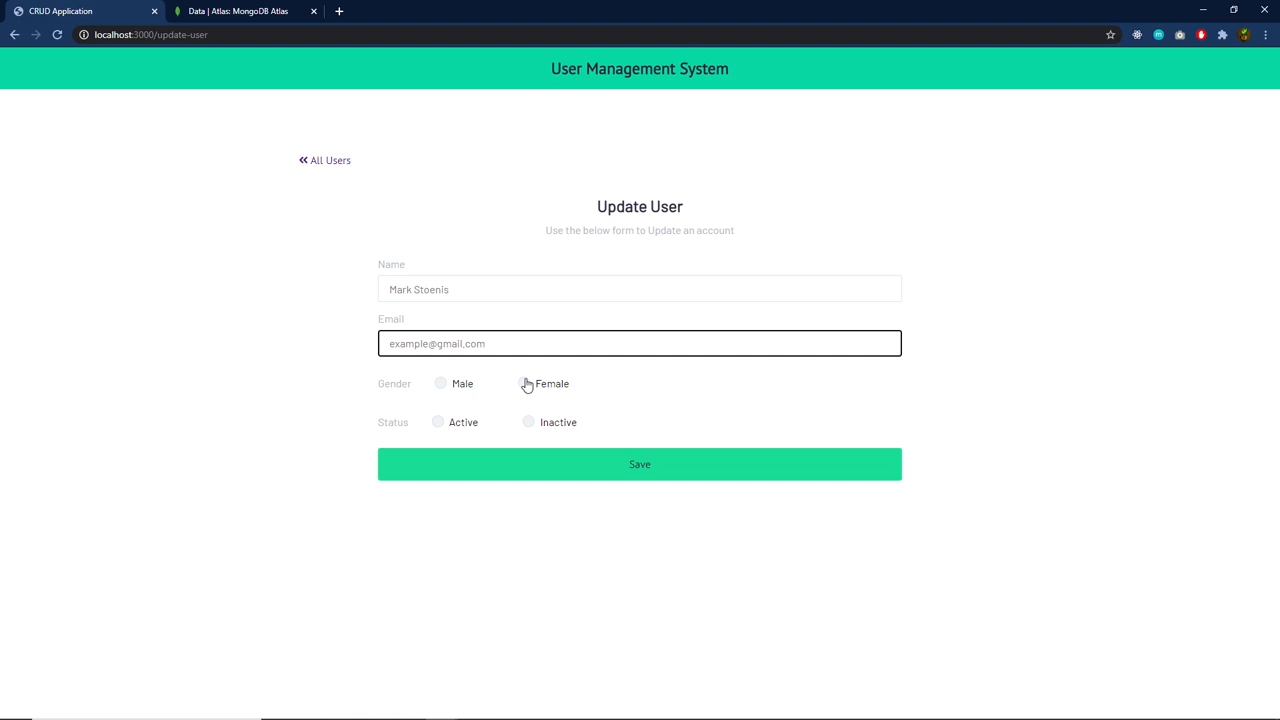 CRUD Application
Data | Atlas: MongoDB Atlas
localhost:3000/update-user
User Management System
All Users
Update User
Use the below form to Update an account
Name
Mark Stoenis
Email
example@gmail.com
Gender Male Female
Status Active Inactive
Save